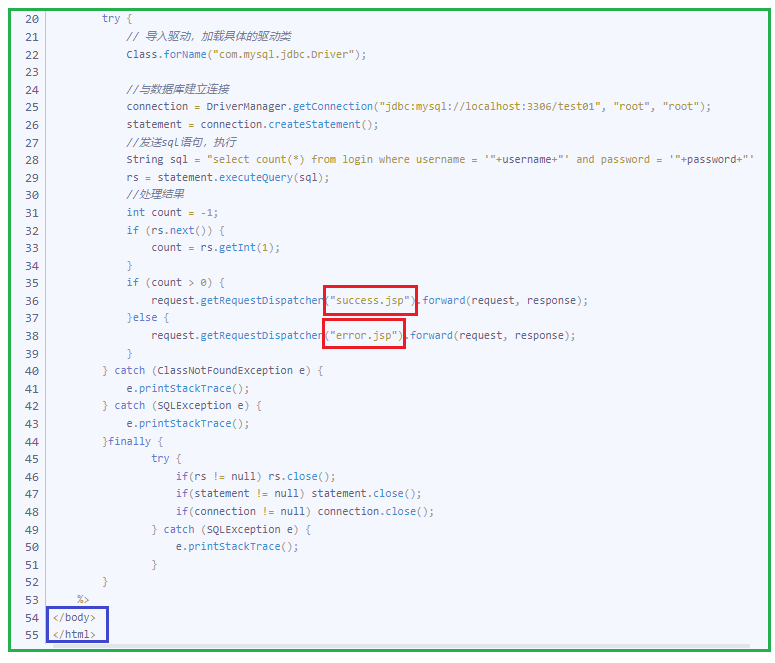 20 try {
21 // 导入驱动，加载具体的驱动类
22 Class.forName("com.mysql.jdbc.Driver");
23
24 //与数据库建立连接
25 connection = DriverManager.getConnection("jdbc:mysql://localhost:3306/test01", "root", "root");
26 statement = connection.createStatement();
27 //发送sql语句，执行
28 String sql = "select count(*) from login where username = '"+username+"' and password = '"+password+"'
29 rs = statement.executeQuery(sql);
30 //处理结果
31 int count = -1;
32 if (rs.next()) {
33 count = rs.getInt(1);
34 }
35 if (count > 0) {
36 request.getRequestDispatcher("success.jsp").forward(request, response);
37 }else {
38 request.getRequestDispatcher("error.jsp").forward(request, response);
39 }
40 } catch (ClassNotFoundException e) {
41 e.printStackTrace();
42 } catch (SQLException e) {
43 e.printStackTrace();
44 }finally {
45 try {
46 if(rs != null) rs.close();
47 if(statement != null) statement.close();
48 if(connection != null) connection.close();
49 } catch (SQLException e) {
50 e.printStackTrace();
51 }
52 }
53 %>
54 </body>
55 </html>